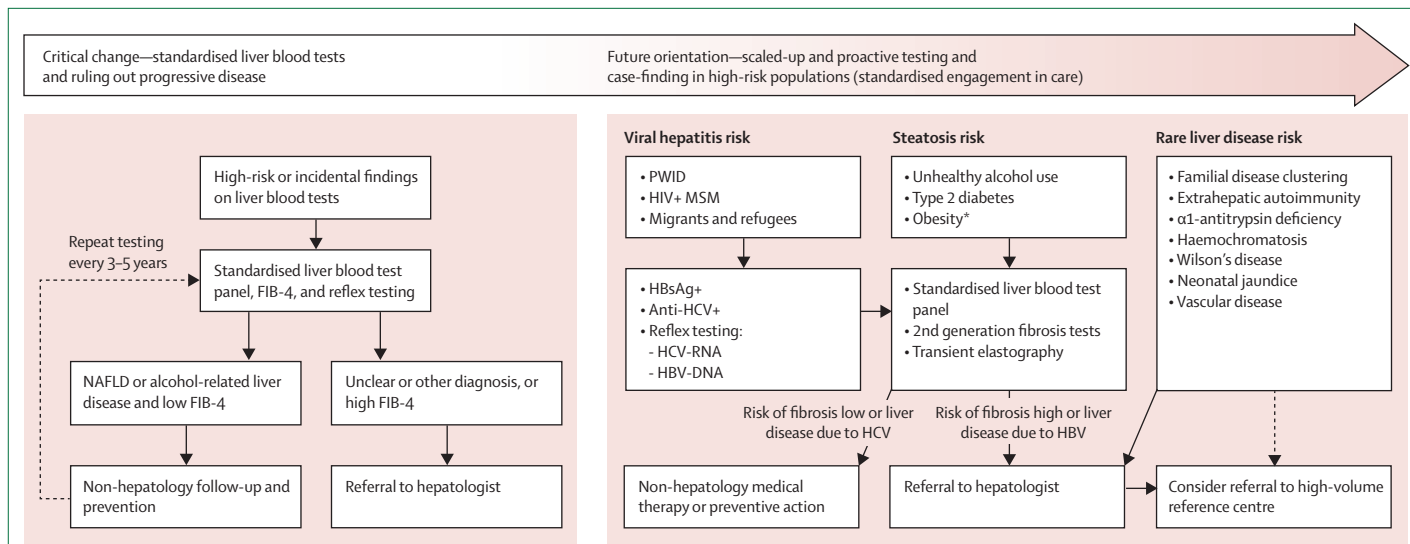 Critical change—standardised liver blood tests
and ruling out progressive disease
Future orientation—scaled-up and proactive testing and
case-finding in high-risk populations (standardised engagement in care)
High-risk or incidental findings
on liver blood tests
Repeat testing
every 3–5 years
Standardised liver blood test
panel, FIB-4, and reflex testing
NAFLD or alcohol-related liver
disease and low FIB-4
Unclear or other diagnosis, or
high FIB-4
Non-hepatology follow-up and
prevention
Referral to hepatologist
Viral hepatitis risk
• PWID
• HIV+ MSM
• Migrants and refugees
• HBsAg+
• Anti-HCV+
• Reflex testing:
- HCV-RNA
- HBV-DNA
Steatosis risk
• Unhealthy alcohol use
• Type 2 diabetes
• Obesity*
• Standardised liver blood test
panel
• 2nd generation fibrosis tests
• Transient elastography
Rare liver disease risk
• Familial disease clustering
• Extrahepatic autoimmunity
• α1-antitrypsin deficiency
• Haemochromatosis
• Wilson's disease
• Neonatal jaundice
• Vascular disease
Risk of fibrosis low or liver
disease due to HCV
Risk of fibrosis high or liver
disease due to HBV
Non-hepatology medical
therapy or preventive action
Referral to hepatologist
Consider referral to high-volume
reference centre